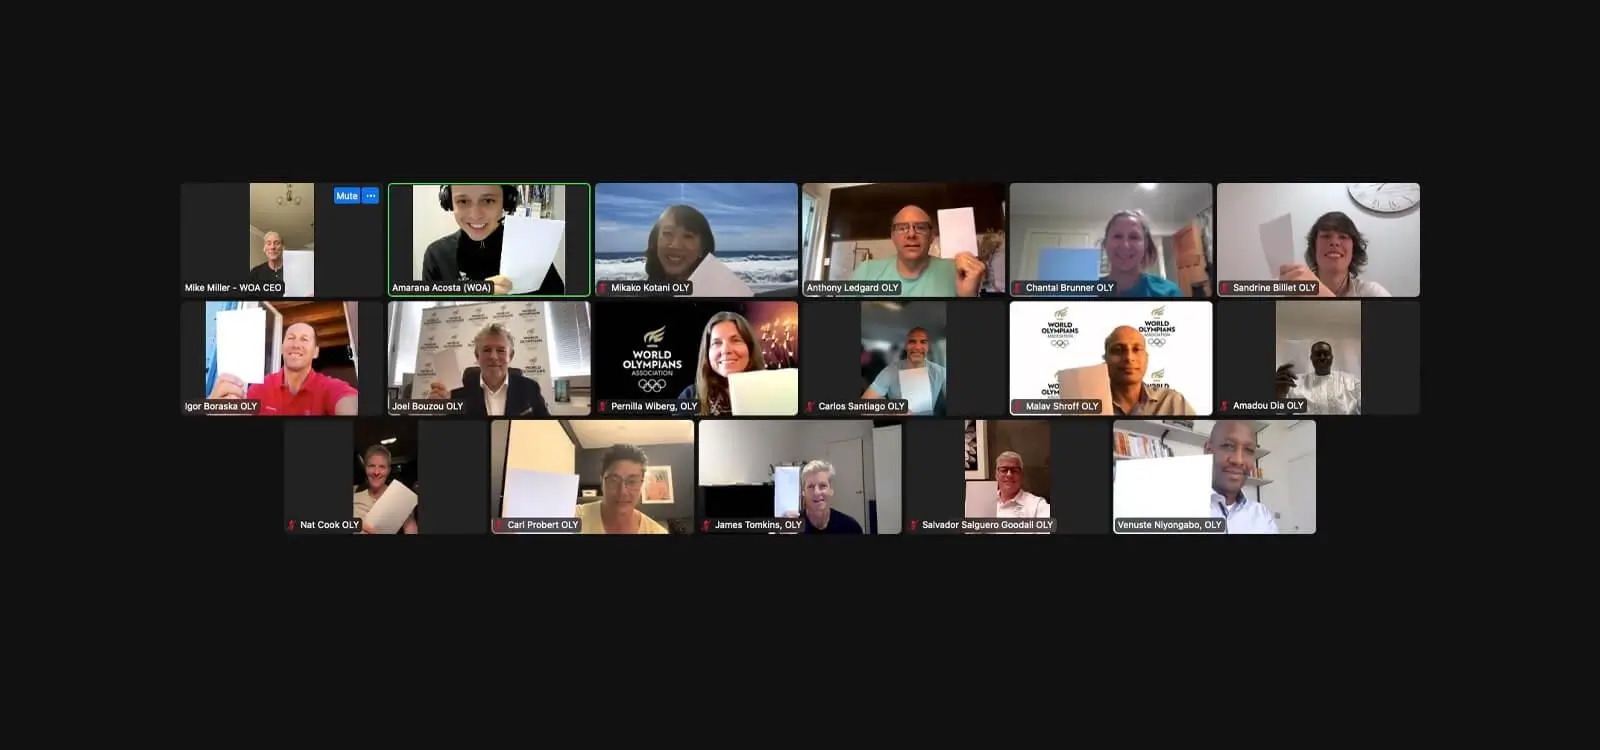 Mute
Mike Miller - WOA CEO
Amarana Acosta (WOA)
Mikako Kotani OLY
Anthony Ledgard OLY
Chantal Brunner OLY
Sandrine Billiet OLY
Igor Boraska OLY
Joel Bouzou OLY
WORLD
OLYMPIANS
ASSOCIATION
Pernilla Wiberg, OLY
Carlos Santiago OLY
WORLD
OLYMPIANS
ASSOCIATION
WORLD
OLYMPIANS
ASSOCIATION
Malav Shroff OLY
Amadou Dia OLY
Nat Cook OLY
Carl Probert OLY
James Tomkins, OLY
Salvador Salguero Goodall OLY
Venuste Niyongabo, OLY